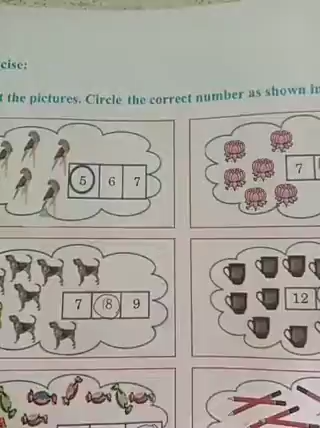 cise:
t the pictures. Circle the correct number as shown in
5 6 7
7
7 8 9
12